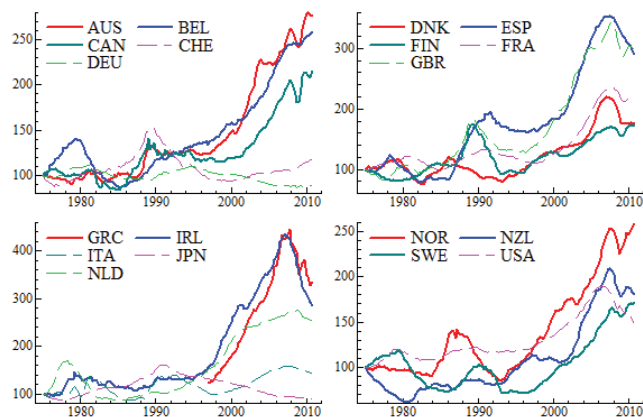 AUS BEL
CAN CHE
DEU
250
200
150
100
1980 1990 2000 2010
DNK ESP
FIN FRA
GBR
300
200
100
1980 1990 2000 2010
GRC IRL
ITA JPN
NLD
400
300
200
100
1980 1990 2000 2010
NOR NZL
SWE USA
250
200
150
100
1980 1990 2000 2010